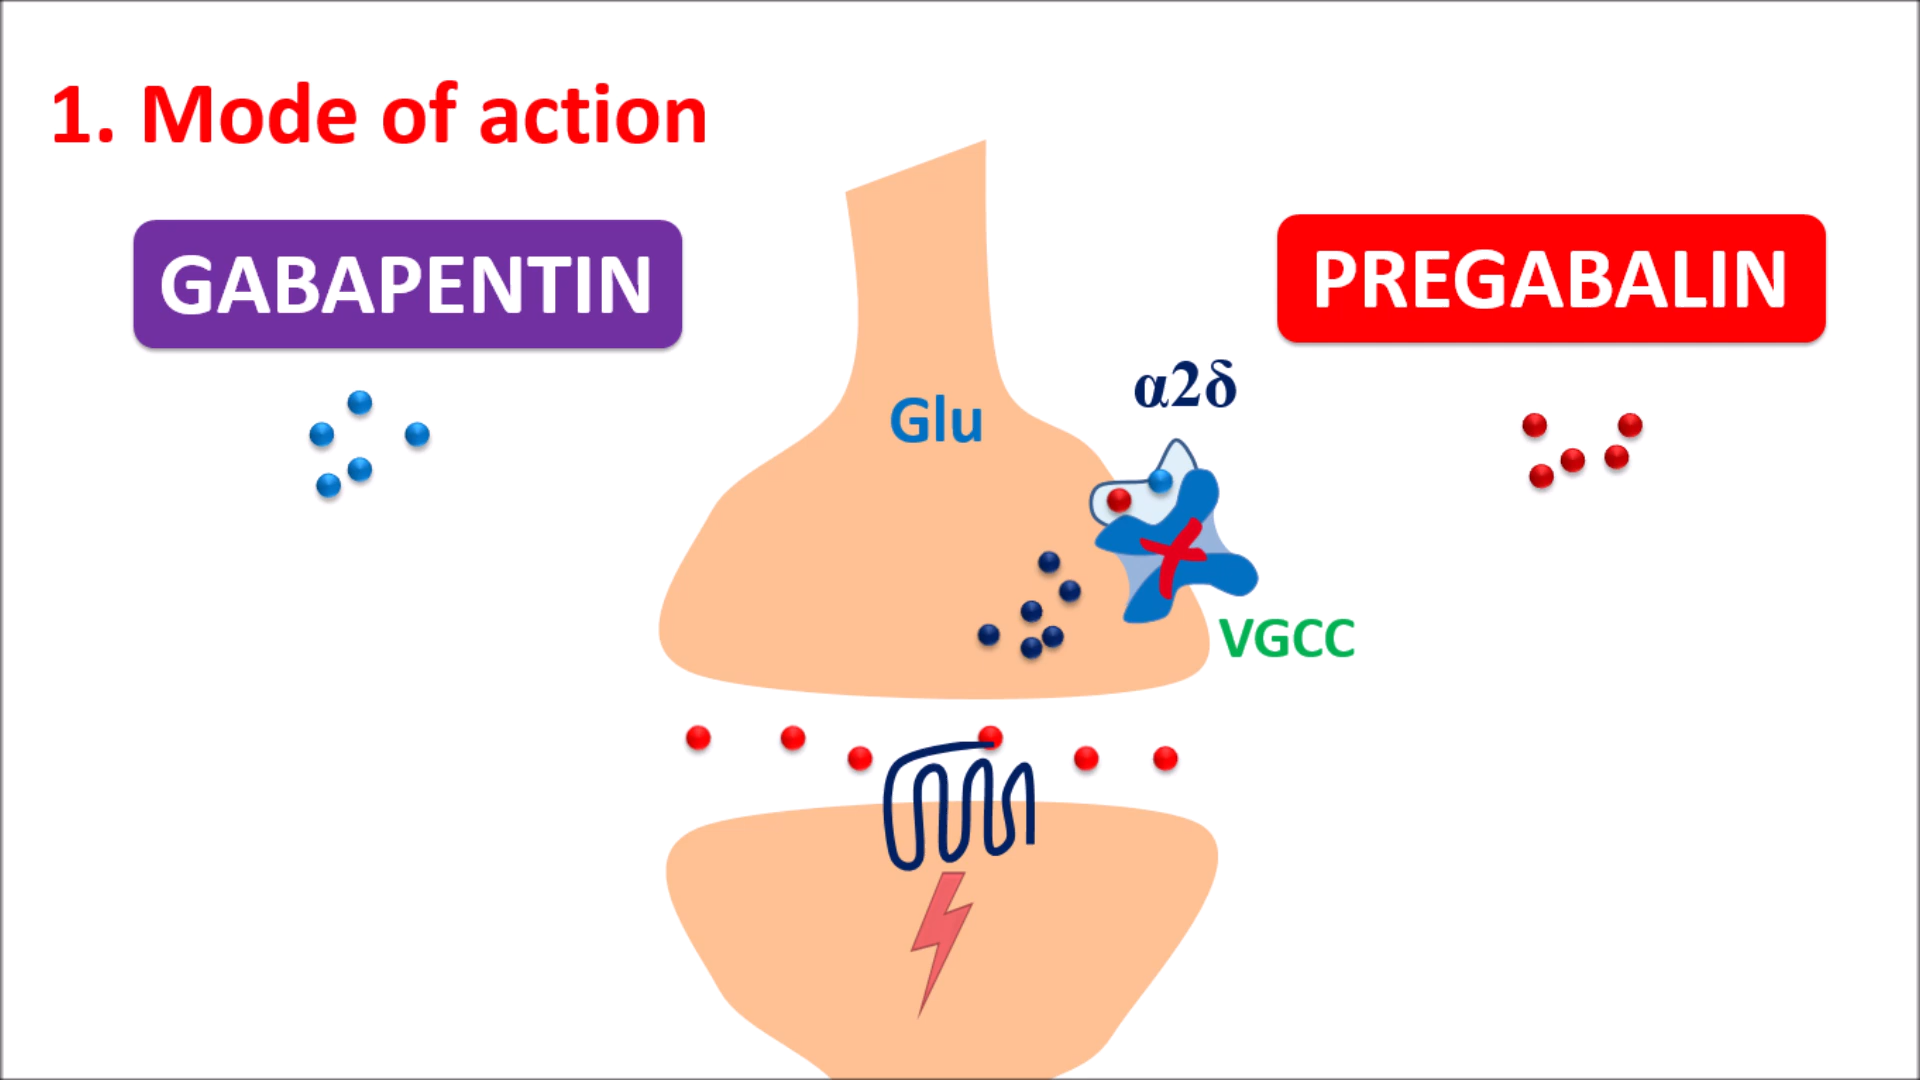 1. Mode of action
GABAPENTIN
PREGABALIN
α2δ
Glu
VGCC